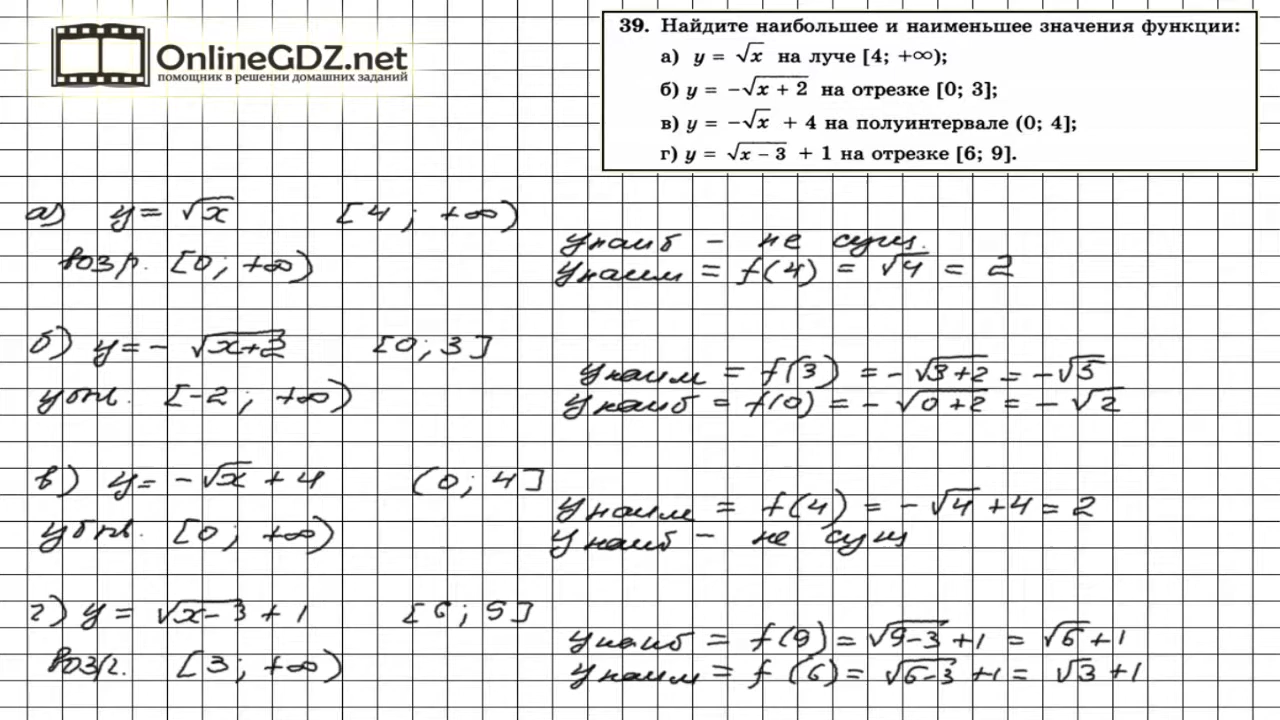 OnlineGDZ.net
помощник в решении домашних заданий
39. Найдите наибольшее и наименьшее значения функции:
а) y = √x на луче [4; +∞);
б) y = −√(x + 2) на отрезке [0; 3];
в) y = −√x + 4 на полуинтервале (0; 4];
г) y = √(x − 3) + 1 на отрезке [6; 9].
а) y = √x [4; +∞)
возр. [0; +∞)
yнаиб − не сущ.
yнаим = f(4) = √4 = 2
б) y = − √(x+2) [0; 3]
убыв. [-2; +∞)
yнаим = f(3) = −√(3+2) = −√5
yнаиб = f(0) = − √(0+2) = − √2
в) y = −√x + 4 (0; 4]
убыв. [0; +∞)
yнаим = f(4) = −√4 + 4 = 2
yнаиб − не сущ
г) y = √(x−3) + 1 [6; 9]
возр. [3; +∞)
yнаиб = f(9) = √(9−3) + 1 = √6 + 1
yнаим = f(6) = √(6−3) + 1 = √3 + 1